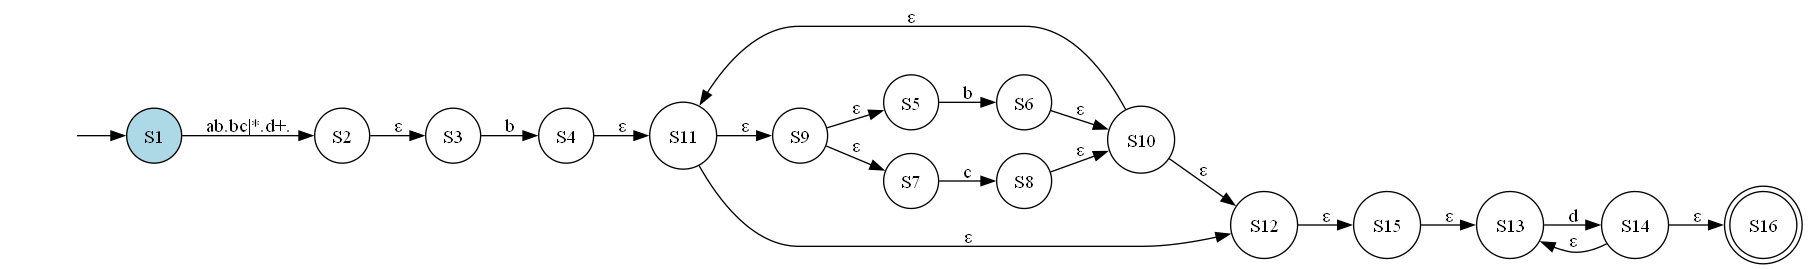 ε
S1 ab.bc|*.d+. S2 ε S3 b S4 ε S11 ε S9 ε S5 b S6 ε S10
ε S7 c S8 ε
ε
ε S12 ε S15 ε S13 d S14 ε S16
ε